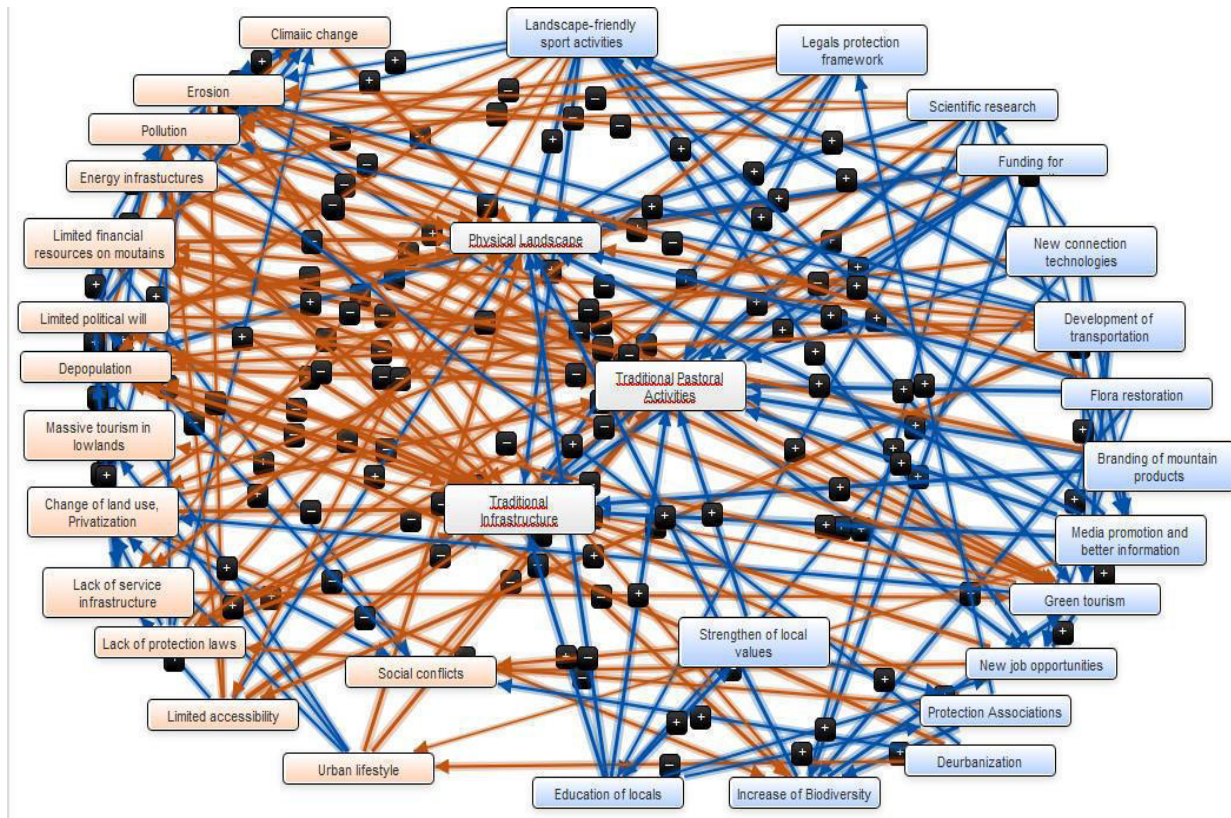 Climaiic change
Landscape-friendly
sport activities
Legals protection
framework
Erosion
Scientific research
Pollution
Funding for
Energy infrastuctures
Physical Landscape
Limited financial
resources on moutains
New connection
technologies
Limited political will
Development of
transportation
Depopulation
Traditional Pastoral
Activities
Flora restoration
Massive tourism in
lowlands
Branding of mountain
products
Change of land use,
Privatization
Traditional
Infrastructure
Media promotion and
better information
Lack of service
infrastructure
Green tourism
Lack of protection laws
Strengthen of local
values
Social conflicts
New job opportunities
Limited accessibility
Protection Associations
Urban lifestyle
Deurbanization
Education of locals
Increase of Biodiversity